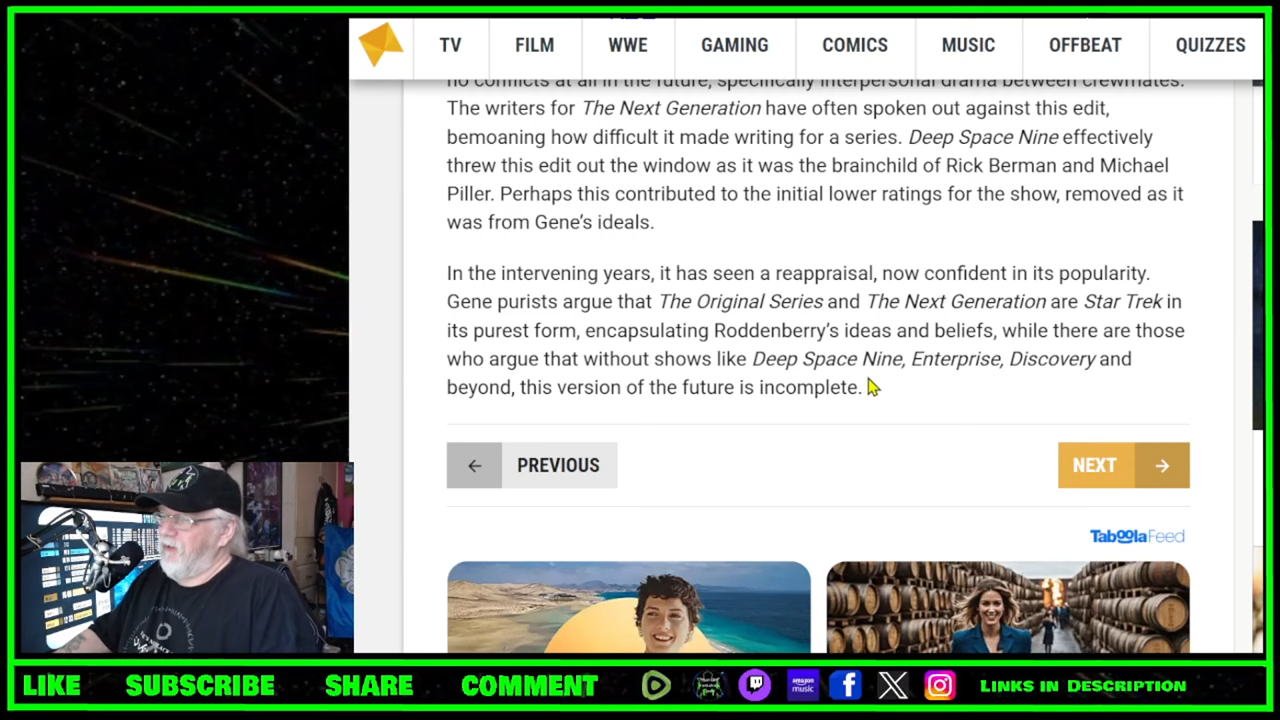 TV FILM WWE GAMING COMICS MUSIC OFFBEAT QUIZZES
no conflicts at all in the future, specifically interpersonal drama between crewmates.
The writers for The Next Generation have often spoken out against this edit,
bemoaning how difficult it made writing for a series. Deep Space Nine effectively
threw this edit out the window as it was the brainchild of Rick Berman and Michael
Piller. Perhaps this contributed to the initial lower ratings for the show, removed as it
was from Gene's ideals.
In the intervening years, it has seen a reappraisal, now confident in its popularity.
Gene purists argue that The Original Series and The Next Generation are Star Trek in
its purest form, encapsulating Roddenberry's ideas and beliefs, while there are those
who argue that without shows like Deep Space Nine, Enterprise, Discovery and
beyond, this version of the future is incomplete.
← PREVIOUS
NEXT →
Taboola Feed
LIKE SUBSCRIBE SHARE COMMENT amazon music LINKS IN DESCRIPTION